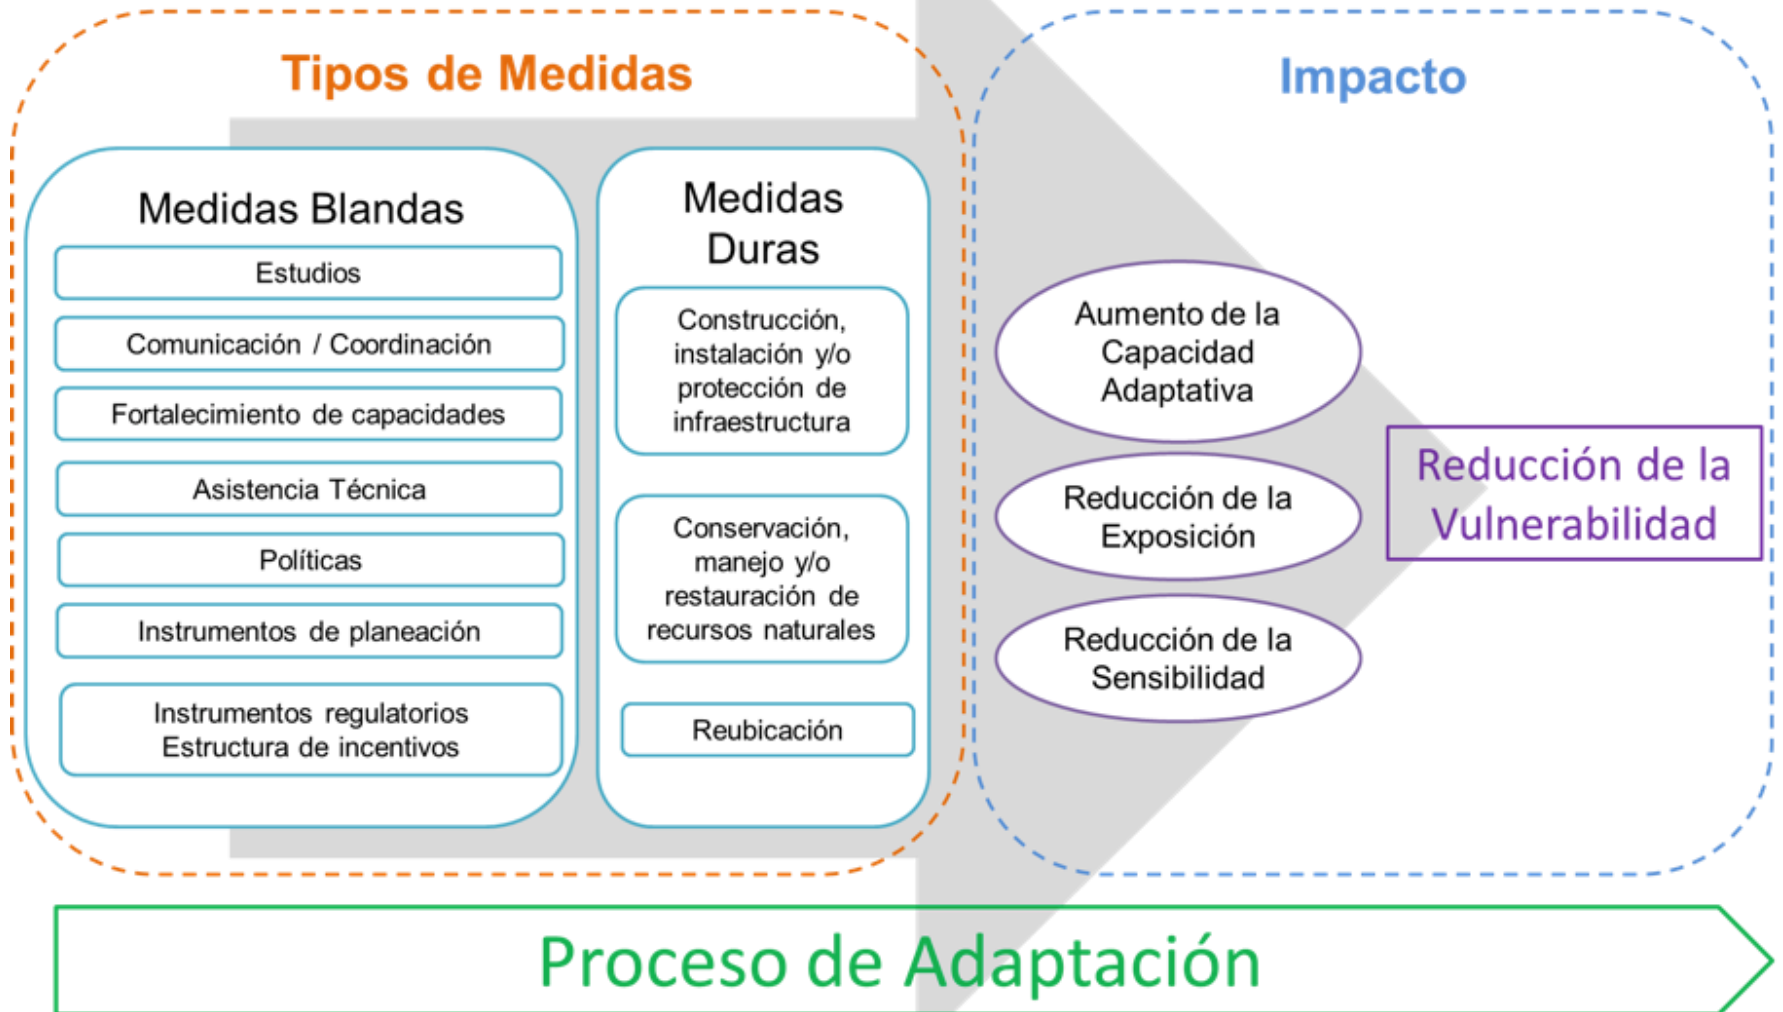 Tipos de Medidas
Medidas Blandas
Estudios
Comunicación / Coordinación
Fortalecimiento de capacidades
Asistencia Técnica
Políticas
Instrumentos de planeación
Instrumentos regulatorios
Estructura de incentivos
Medidas
Duras
Construcción,
instalación y/o
protección de
infraestructura
Conservación,
manejo y/o
restauración de
recursos naturales
Reubicación
Impacto
Aumento de la
Capacidad
Adaptativa
Reducción de la
Exposición
Reducción de la
Sensibilidad
Reducción de la
Vulnerabilidad
Proceso de Adaptación